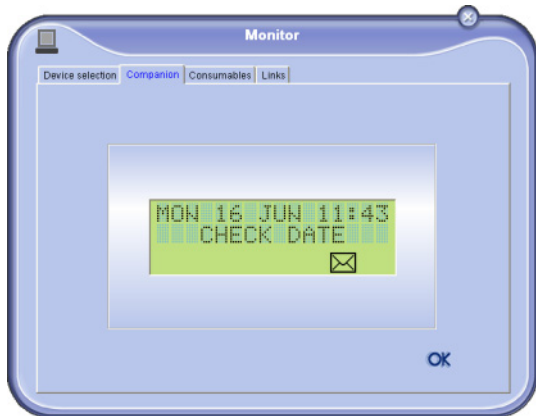 Monitor
Device selection Companion Consumables Links
MON 16 JUN 11:43
CHECK DATE
OK